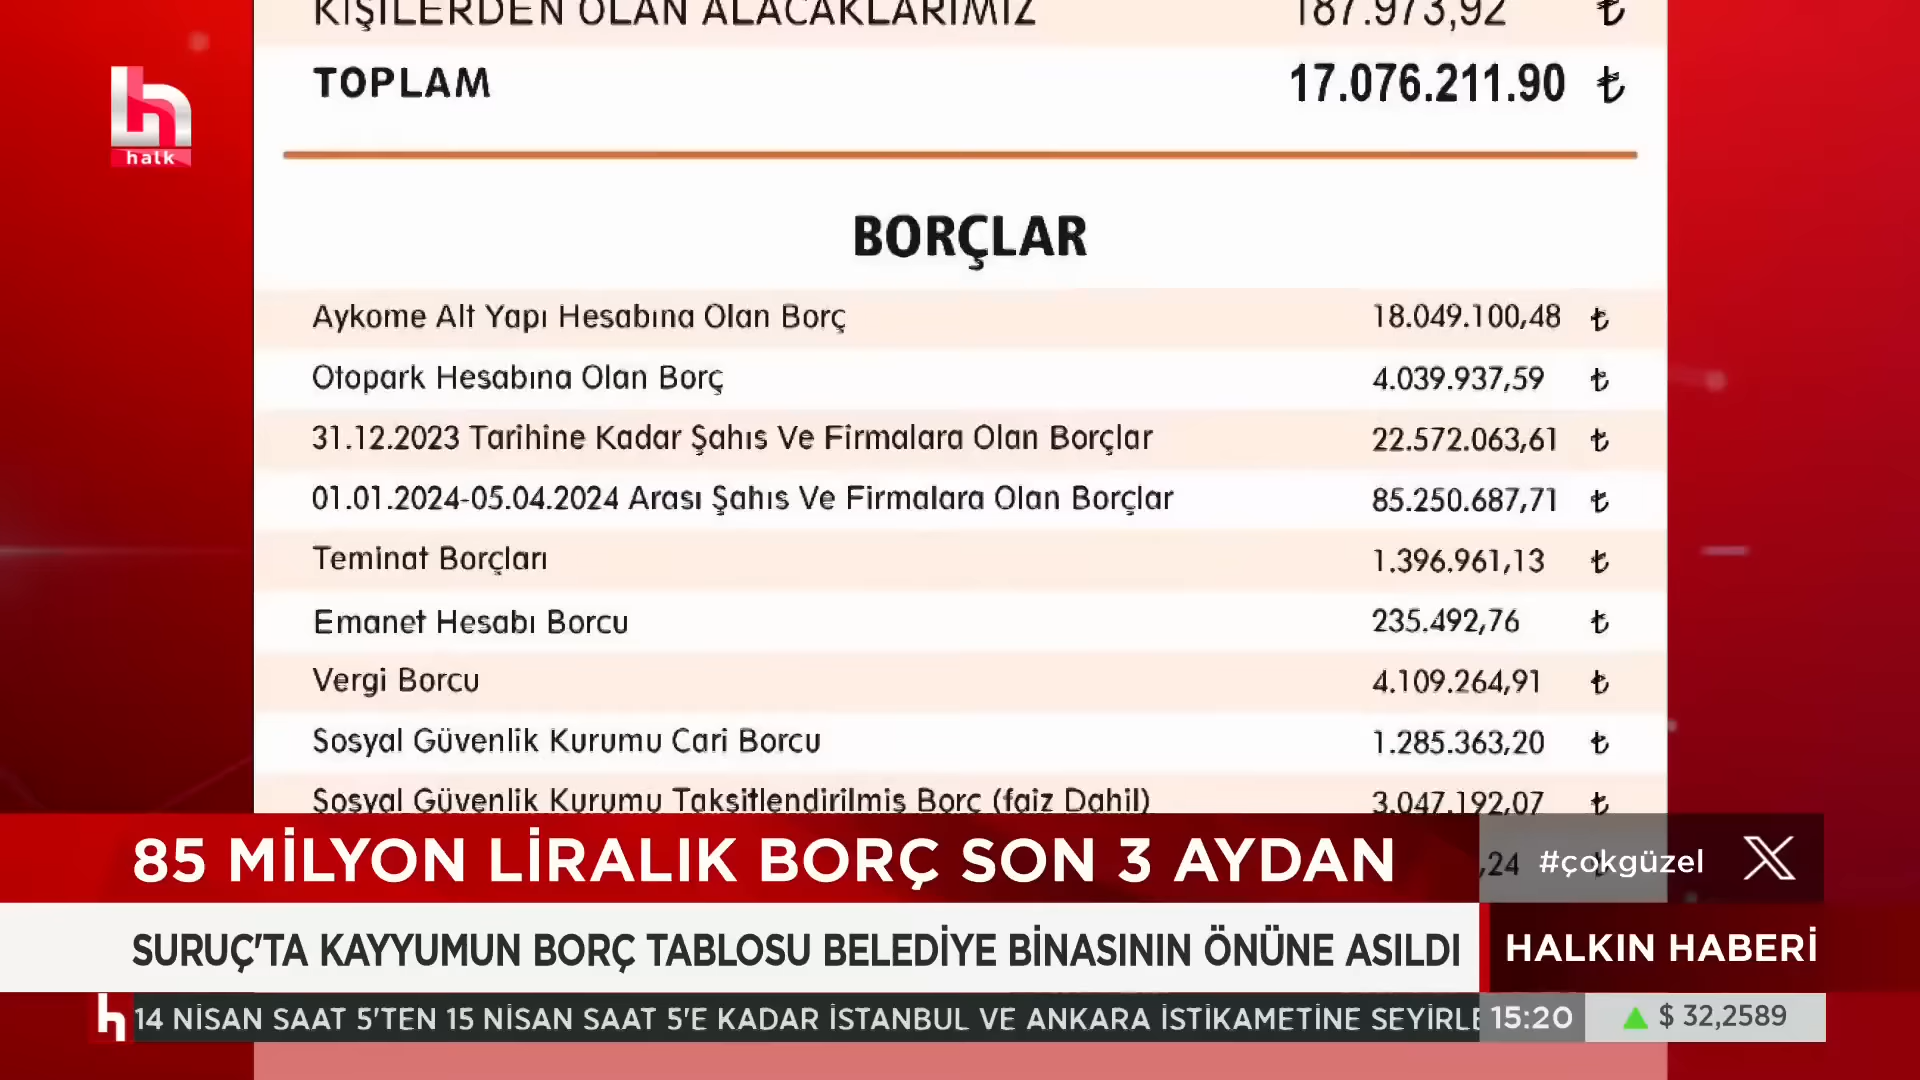 KİŞİLERDEN OLAN ALACAKLARIMIZ 187.973,92 ₺
TOPLAM 17.076.211.90 ₺
halk
BORÇLAR
Aykome Alt Yapı Hesabına Olan Borç 18.049.100,48 ₺
Otopark Hesabına Olan Borç 4.039.937,59 ₺
31.12.2023 Tarihine Kadar Şahıs Ve Firmalara Olan Borçlar 22.572.063,61 ₺
01.01.2024-05.04.2024 Arası Şahıs Ve Firmalara Olan Borçlar 85.250.687,71 ₺
Teminat Borçları 1.396.961,13 ₺
Emanet Hesabı Borcu 235.492,76 ₺
Vergi Borcu 4.109.264,91 ₺
Sosyal Güvenlik Kurumu Cari Borcu 1.285.363,20 ₺
Sosyal Güvenlik Kurumu Taksitlendirilmiş Borç (faiz Dahil) 3.047.192,07 ₺
,24 ₺
85 MİLYON LİRALIK BORÇ SON 3 AYDAN
#çokgüzel X
SURUÇ'TA KAYYUMUN BORÇ TABLOSU BELEDİYE BİNASININ ÖNÜNE ASILDI
HALKIN HABERİ
h 14 NİSAN SAAT 5'TEN 15 NİSAN SAAT 5'E KADAR İSTANBUL VE ANKARA İSTİKAMETİNE SEYİRLE
15:20 $ 32,2589